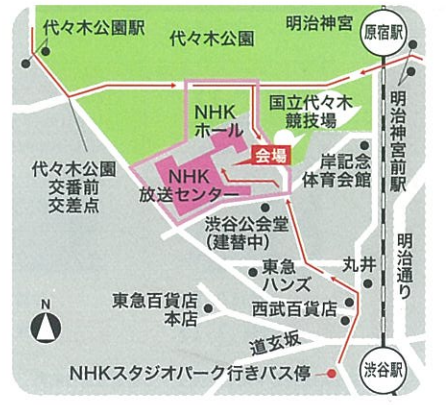 代々木公園駅
代々木公園
明治神宮
原宿駅
NHK
ホール
国立代々木
競技場
明治神宮前駅
会場
代々木公園
交番前
交差点
NHK
放送センター
岸記念
体育会館
渋谷公会堂
(建替中)
明治通り
東急
ハンズ
丸井
東急百貨店
本店
西武百貨店
N
道玄坂
NHKスタジオパーク行きバス停
渋谷駅